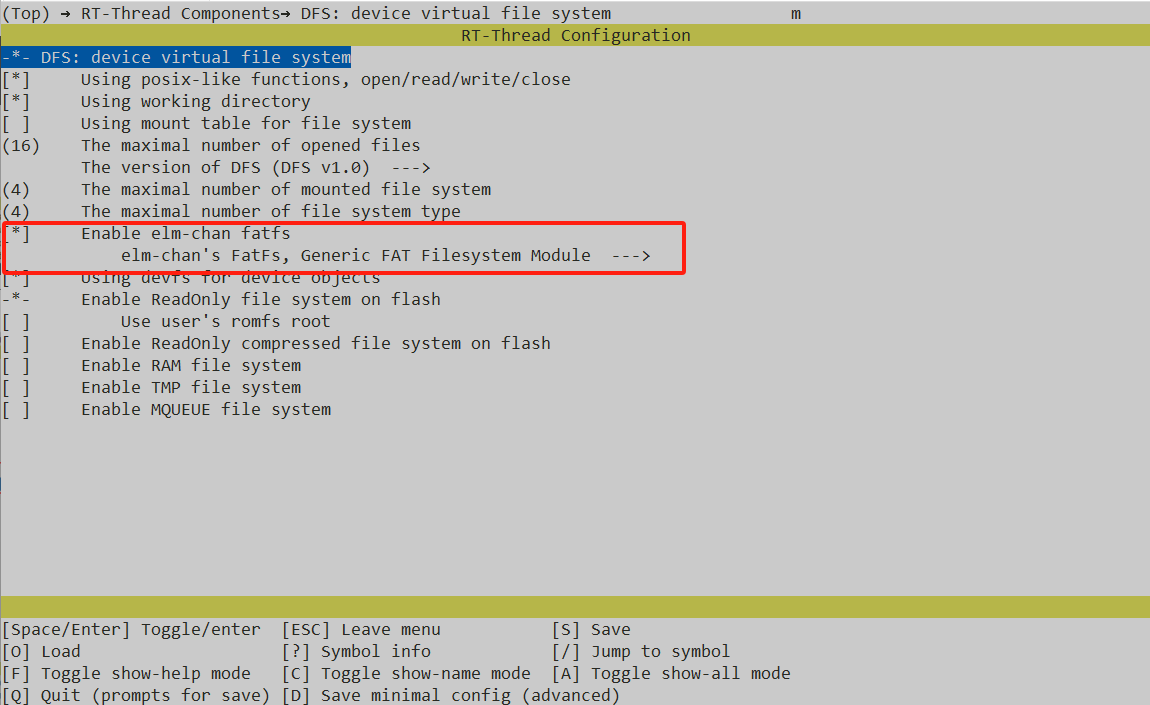 (Top) → RT-Thread Components→ DFS: device virtual file system m
RT-Thread Configuration
-*- DFS: device virtual file system
[*] Using posix-like functions, open/read/write/close
[*] Using working directory
[ ] Using mount table for file system
(16) The maximal number of opened files
The version of DFS (DFS v1.0) --->
(4) The maximal number of mounted file system
(4) The maximal number of file system type
[*] Enable elm-chan fatfs
elm-chan's FatFs, Generic FAT Filesystem Module --->
[*] Using devfs for device objects
-*- Enable ReadOnly file system on flash
[ ] Use user's romfs root
[ ] Enable ReadOnly compressed file system on flash
[ ] Enable RAM file system
[ ] Enable TMP file system
[ ] Enable MQUEUE file system
[Space/Enter] Toggle/enter [ESC] Leave menu [S] Save
[O] Load [?] Symbol info [/] Jump to symbol
[F] Toggle show-help mode [C] Toggle show-name mode [A] Toggle show-all mode
[Q] Quit (prompts for save) [D] Save minimal config (advanced)